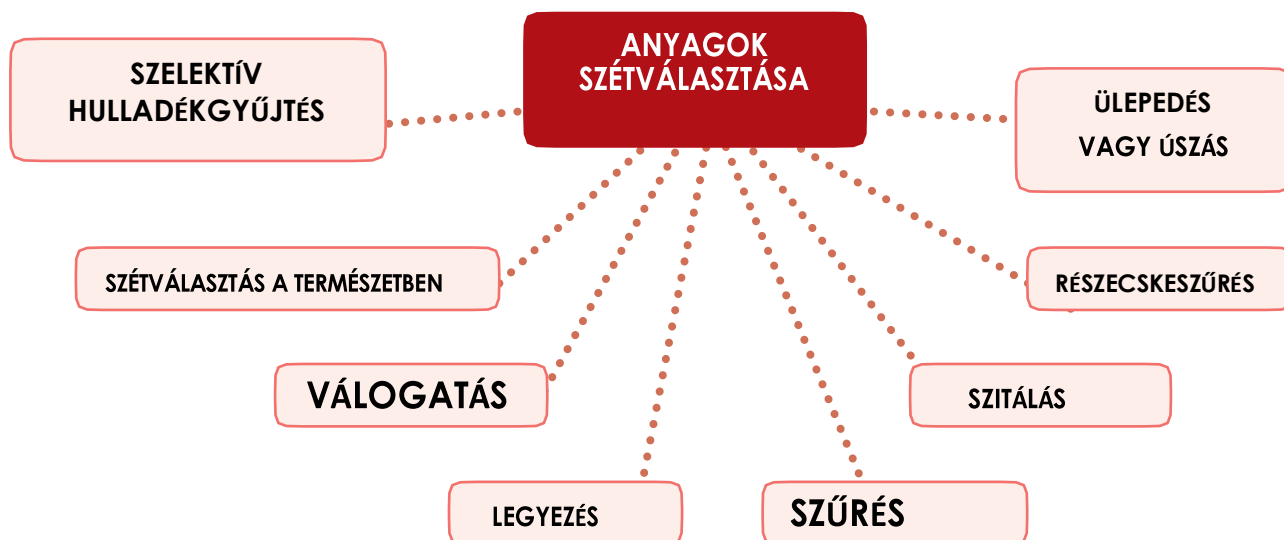 ANYAGOK
SZÉTVÁLASZTÁSA
SZELEKTÍV
HULLADÉKGYŰJTÉS
ÜLEPEDÉS
VAGY ÚSZÁS
SZÉTVÁLASZTÁS A TERMÉSZETBEN
RÉSZECSKESZŰRÉS
VÁLOGATÁS
SZITÁLÁS
LEGYEZÉS
SZŰRÉS